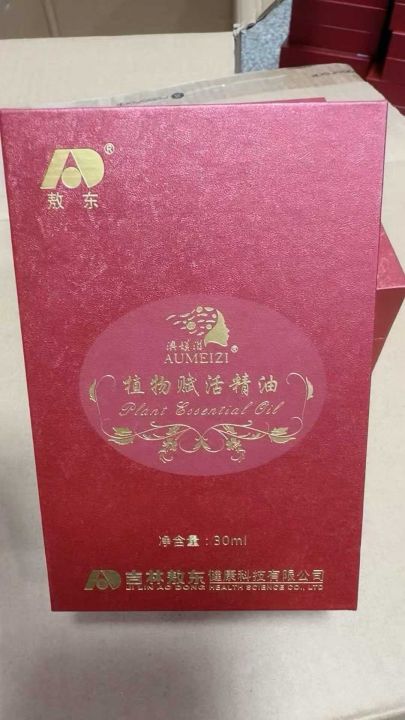 敖东®
澳媄滋
AUMEIZI®
植物赋活精油
Plant Essential Oil
净含量:30ml
吉林敖东健康科技有限公司
JI LIN AO DONG HEALTH SCIENCE CO., LTD